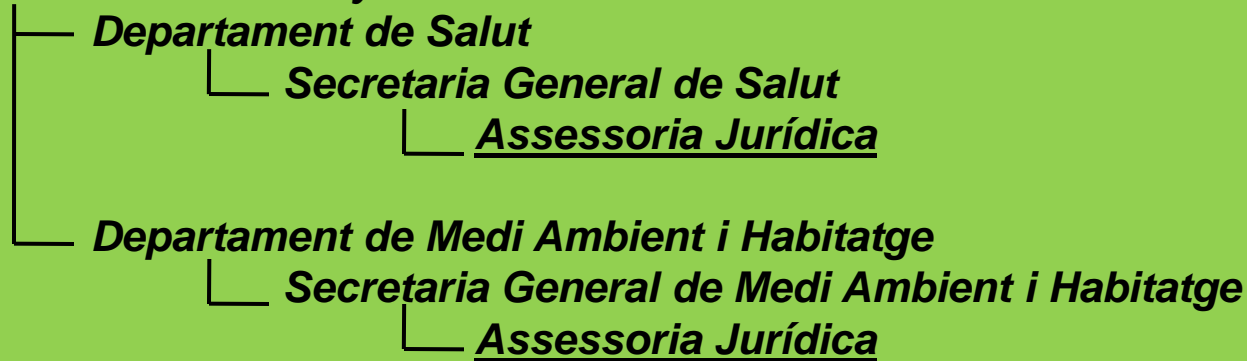 Departament de Salut
Secretaria General de Salut
Assessoria Jurídica
Departament de Medi Ambient i Habitatge
Secretaria General de Medi Ambient i Habitatge
Assessoria Jurídica